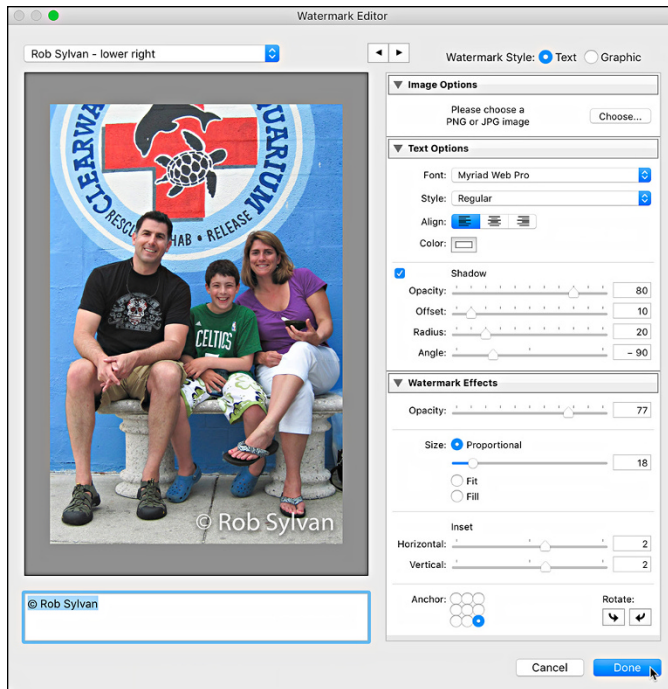 Watermark Editor
Rob Sylvan - lower right
Watermark Style: Text Graphic
Image Options
Please choose a
PNG or JPG image
Choose...
Text Options
Font: Myriad Web Pro
Style: Regular
Align:
Color:
Shadow
Opacity: 80
Offset: 10
Radius: 20
Angle: – 90
Watermark Effects
Opacity: 77
Size: Proportional
18
Fit
Fill
Inset
Horizontal: 2
Vertical: 2
Anchor: Rotate:
CLEARWA
QUARIUM
RESCU HAB • RELEASE
CELTICS
© Rob Sylvan
© Rob Sylvan
Cancel Done